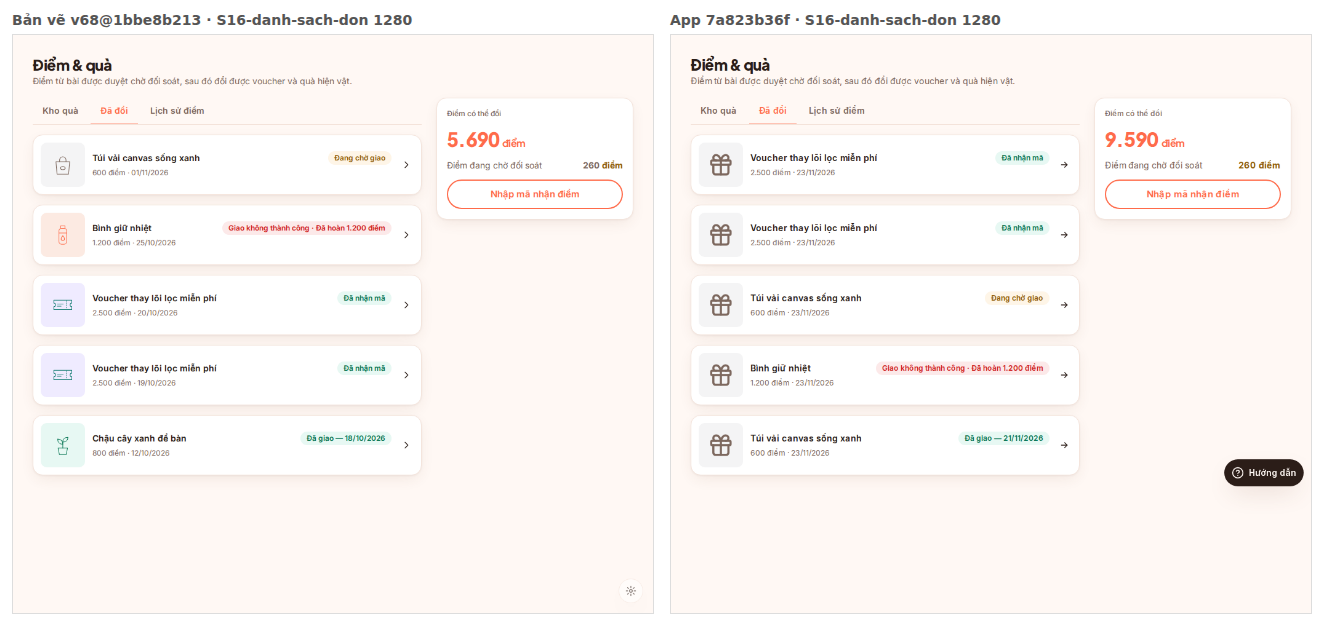 Bản vẽ v68@1bbe8b213 · S16-danh-sach-don 1280
Điểm & quà
Điểm từ bài được duyệt chờ đối soát, sau đó đổi được voucher và quà hiện vật.
Kho quà Đã đổi Lịch sử điểm
Túi vải canvas sống xanh
600 điểm · 01/11/2026
Đang chờ giao
Bình giữ nhiệt
1.200 điểm · 25/10/2026
Giao không thành công · Đã hoàn 1.200 điểm
Voucher thay lõi lọc miễn phí
2.500 điểm · 20/10/2026
Đã nhận mã
Voucher thay lõi lọc miễn phí
2.500 điểm · 19/10/2026
Đã nhận mã
Chậu cây xanh để bàn
800 điểm · 12/10/2026
Đã giao — 18/10/2026
Điểm có thể đổi
5.690 điểm
Điểm đang chờ đối soát 260 điểm
Nhập mã nhận điểm
App 7a823b36f · S16-danh-sach-don 1280
Điểm & quà
Điểm từ bài được duyệt chờ đối soát, sau đó đổi được voucher và quà hiện vật.
Kho quà Đã đổi Lịch sử điểm
Voucher thay lõi lọc miễn phí
2.500 điểm · 23/11/2026
Đã nhận mã
Voucher thay lõi lọc miễn phí
2.500 điểm · 23/11/2026
Đã nhận mã
Túi vải canvas sống xanh
600 điểm · 23/11/2026
Đang chờ giao
Bình giữ nhiệt
1.200 điểm · 23/11/2026
Giao không thành công · Đã hoàn 1.200 điểm
Túi vải canvas sống xanh
600 điểm · 23/11/2026
Đã giao — 21/11/2026
Điểm có thể đổi
9.590 điểm
Điểm đang chờ đối soát 260 điểm
Nhập mã nhận điểm
Hướng dẫn